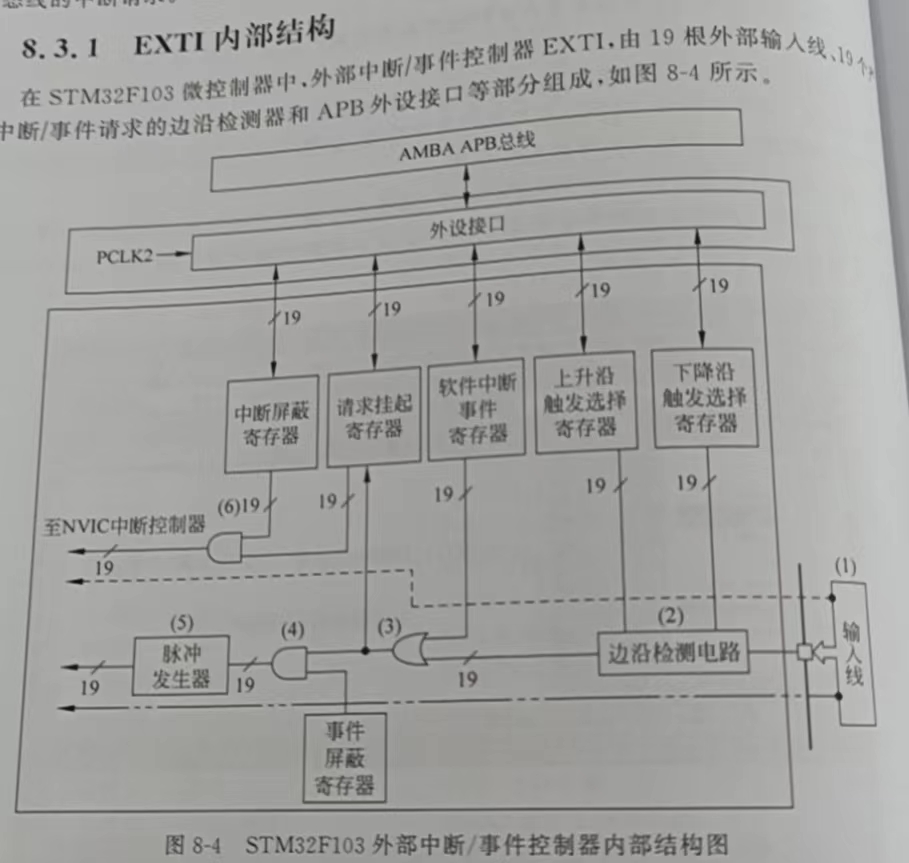 的中断请求。
8.3.1 EXTI 内部结构
在 STM32F103 微控制器中,外部中断/事件控制器 EXTI,由 19 根外部输入线、19 个
中断/事件请求的边沿检测器和 APB 外设接口等部分组成,如图 8-4 所示。
AMBA APB总线
外设接口
PCLK2
19
19
19
19
19
中断屏蔽
寄存器
请求挂起
寄存器
软件中断
事件
寄存器
上升沿
触发选择
寄存器
下降沿
触发选择
寄存器
(6)19
19
19
19
19
至NVIC中断控制器
19
(1)
输
入
线
(2)
边沿检测电路
(3)
19
(4)
(5)
脉冲
发生器
19
19
事件
屏蔽
寄存器
图 8-4 STM32F103 外部中断/事件控制器内部结构图